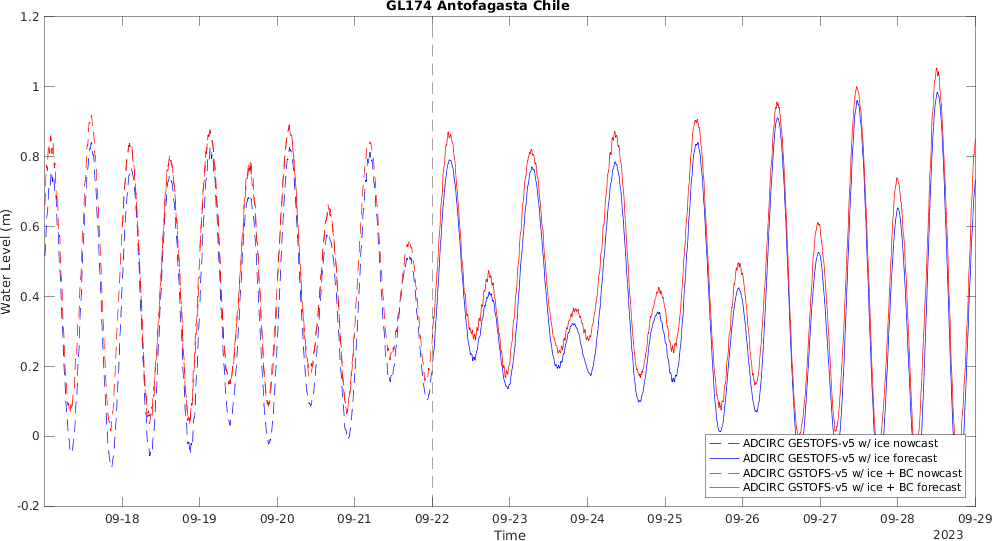 GL174 Antofagasta Chile
1.2
1
0.8
0.6
0.4
0.2
0
-0.2
Water Level (m)
ADCIRC GESTOFS-v5 w/ ice nowcast
ADCIRC GESTOFS-v5 w/ ice forecast
ADCIRC GSTOFS-v5 w/ ice + BC nowcast
ADCIRC GSTOFS-v5 w/ ice + BC forecast
09-18 09-19 09-20 09-21 09-22 09-23 09-24 09-25 09-26 09-27 09-28 09-29
Time
2023